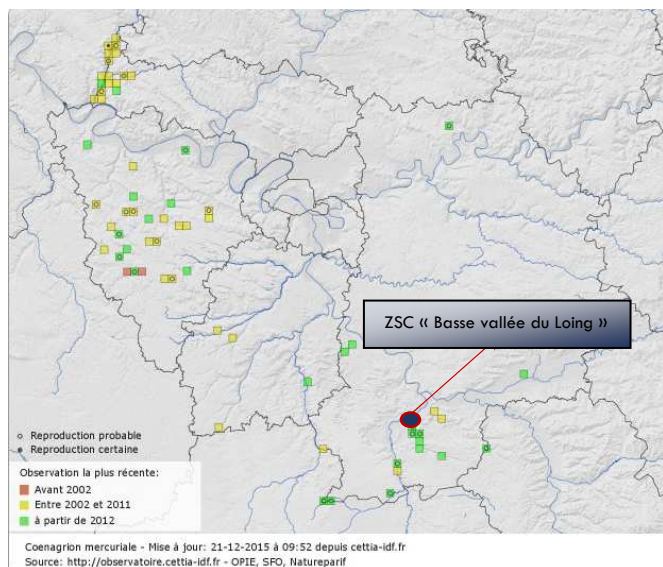 ZSC « Basse vallée du Loing »
Reproduction probable
Reproduction certaine
Observation la plus récente:
Avant 2002
Entre 2002 et 2011
à partir de 2012
Coenagrion mercuriale - Mise à jour: 21-12-2015 à 09:52 depuis cettia-idf.fr
Source: http://observatoire.cettia-idf.fr - OPIE, SFO, Natureparif